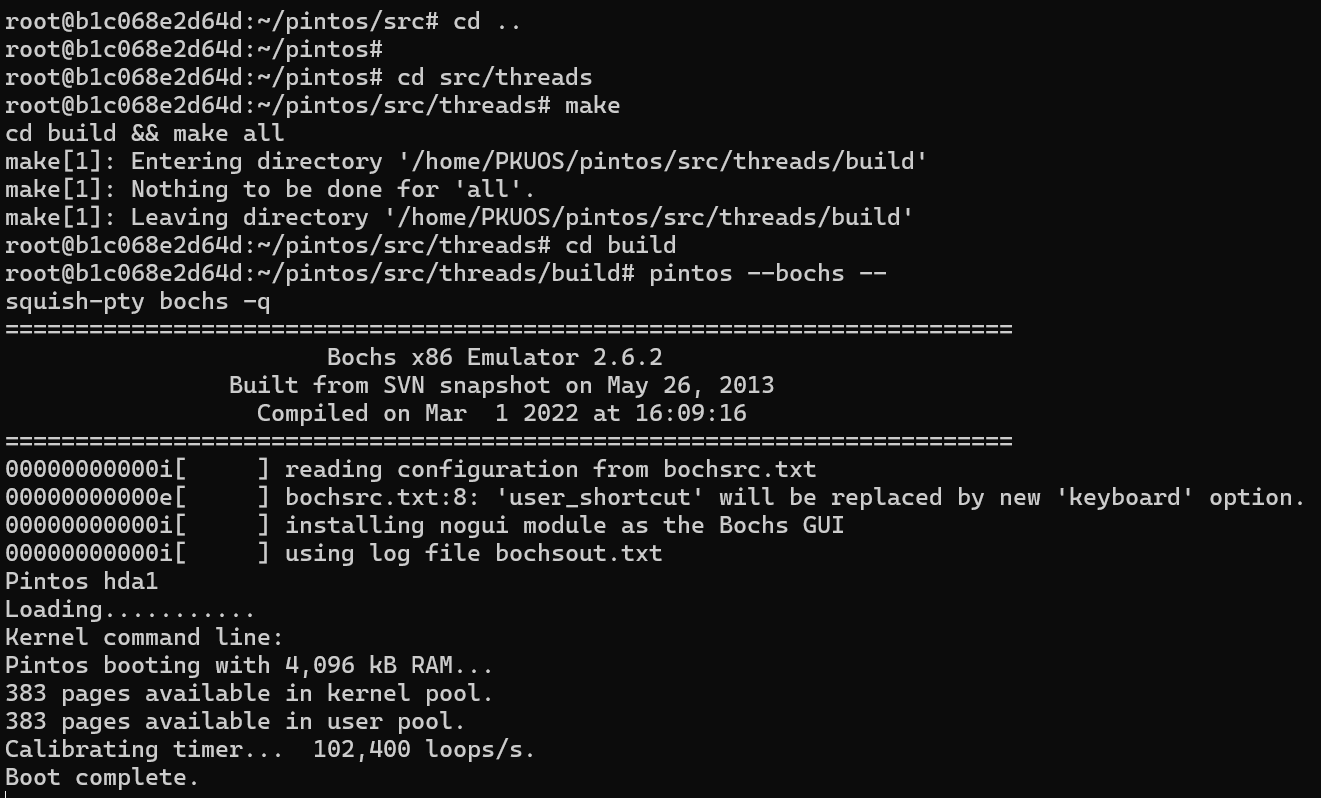 root@b1c068e2d64d:~/pintos/src# cd ..
root@b1c068e2d64d:~/pintos#
root@b1c068e2d64d:~/pintos# cd src/threads
root@b1c068e2d64d:~/pintos/src/threads# make
cd build && make all
make[1]: Entering directory '/home/PKUOS/pintos/src/threads/build'
make[1]: Nothing to be done for 'all'.
make[1]: Leaving directory '/home/PKUOS/pintos/src/threads/build'
root@b1c068e2d64d:~/pintos/src/threads# cd build
root@b1c068e2d64d:~/pintos/src/threads/build# pintos --bochs --
squish-pty bochs -q
========================================================================
                       Bochs x86 Emulator 2.6.2
                Built from SVN snapshot on May 26, 2013
                  Compiled on Mar  1 2022 at 16:09:16
========================================================================
00000000000i[     ] reading configuration from bochsrc.txt
00000000000e[     ] bochsrc.txt:8: 'user_shortcut' will be replaced by new 'keyboard' option.
00000000000i[     ] installing nogui module as the Bochs GUI
00000000000i[     ] using log file bochsout.txt
Pintos hda1
Loading...........
Kernel command line:
Pintos booting with 4,096 kB RAM...
383 pages available in kernel pool.
383 pages available in user pool.
Calibrating timer...  102,400 loops/s.
Boot complete.